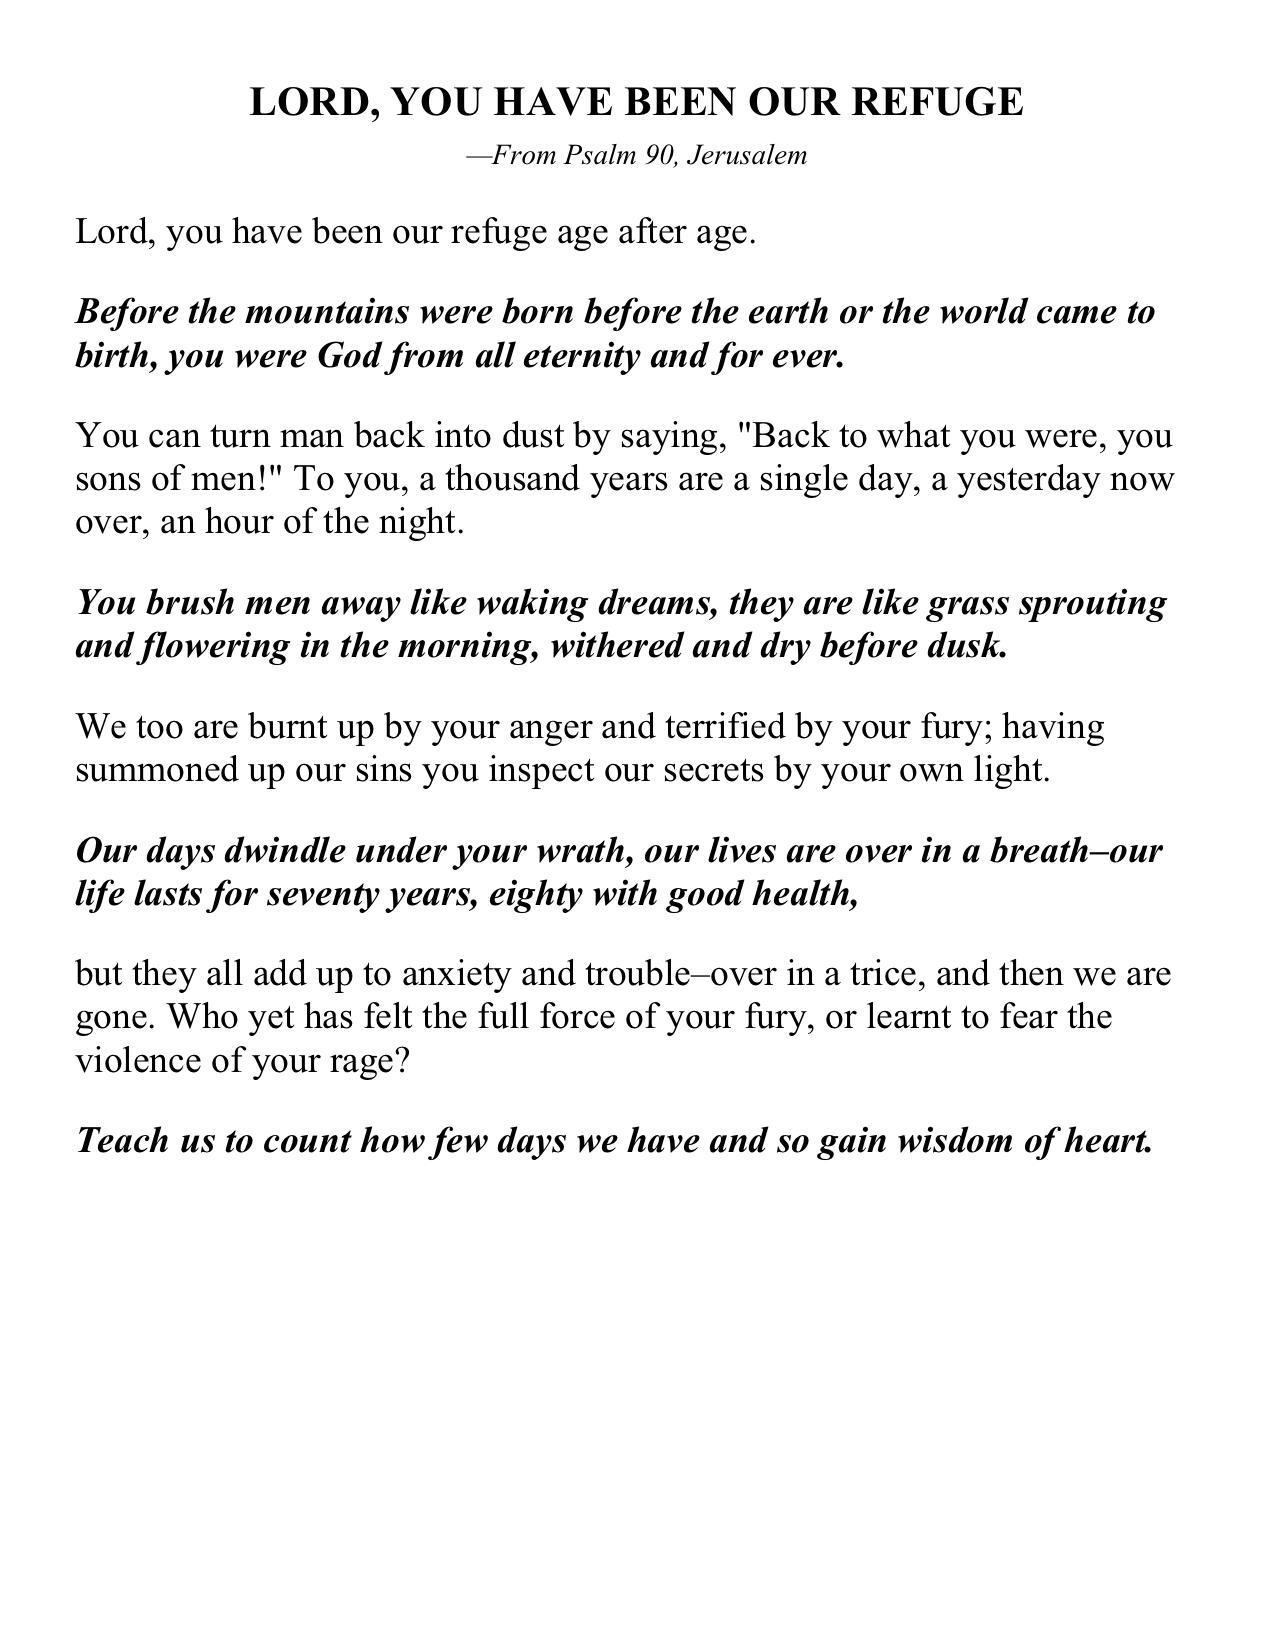 LORD, YOU HAVE BEEN OUR REFUGE
—From Psalm 90, Jerusalem
Lord, you have been our refuge age after age.
Before the mountains were born before the earth or the world came to
birth, you were God from all eternity and for ever.
You can turn man back into dust by saying, "Back to what you were, you
sons of men!" To you, a thousand years are a single day, a yesterday now
over, an hour of the night.
You brush men away like waking dreams, they are like grass sprouting
and flowering in the morning, withered and dry before dusk.
We too are burnt up by your anger and terrified by your fury; having
summoned up our sins you inspect our secrets by your own light.
Our days dwindle under your wrath, our lives are over in a breath–our
life lasts for seventy years, eighty with good health,
but they all add up to anxiety and trouble–over in a trice, and then we are
gone. Who yet has felt the full force of your fury, or learnt to fear the
violence of your rage?
Teach us to count how few days we have and so gain wisdom of heart.